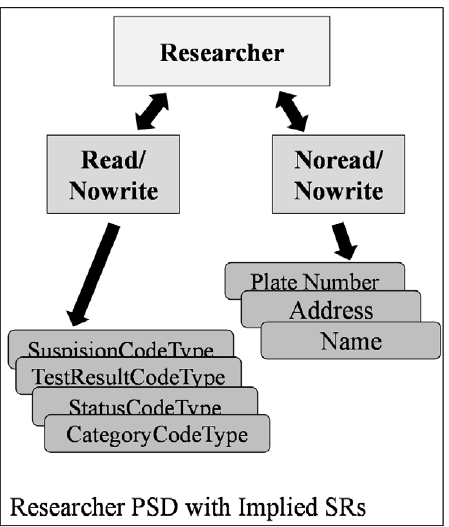 Researcher
Read/
Nowrite
Noread/
Nowrite
Plate Number
Address
Name
SuspisionCodeType
TestResultCodeType
StatusCodeType
CategoryCodeType
Researcher PSD with Implied SRs